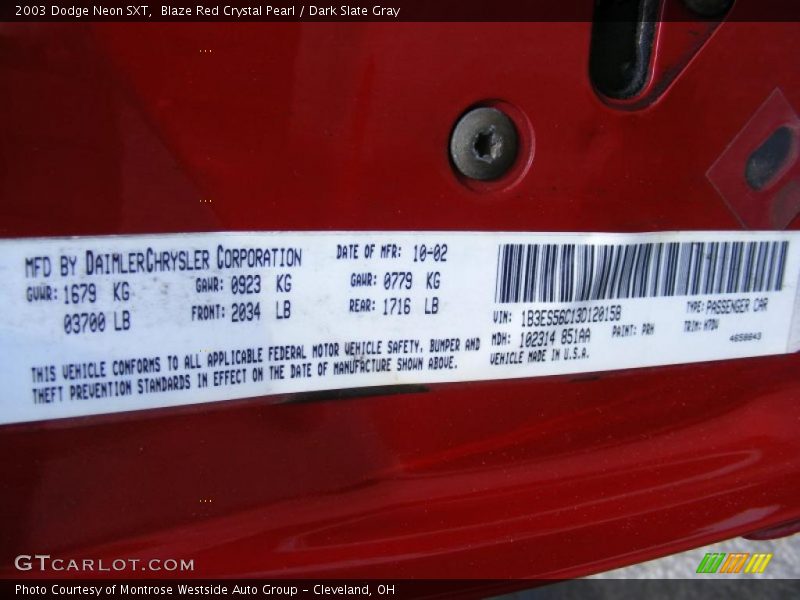 2003 Dodge Neon SXT,  Blaze Red Crystal Pearl / Dark Slate Gray
MFD BY DAIMLERCHRYSLER CORPORATION
DATE OF MFR: 10-02
GVWR: 1679 KG
GAWR: 0923 KG
GAWR: 0779 KG
03700 LB
FRONT: 2034 LB
REAR: 1716 LB
THIS VEHICLE CONFORMS TO ALL APPLICABLE FEDERAL MOTOR VEHICLE SAFETY, BUMPER AND
THEFT PREVENTION STANDARDS IN EFFECT ON THE DATE OF MANUFACTURE SHOWN ABOVE.
VIN: 1B3ES56C13D120158
TYPE: PASSENGER CAR
MDH: 102314 851AA
PAINT: PRH
TRIM: H7DV
VEHICLE MADE IN U.S.A.
4658643
GTCARLOT.COM
Photo Courtesy of Montrose Westside Auto Group - Cleveland, OH